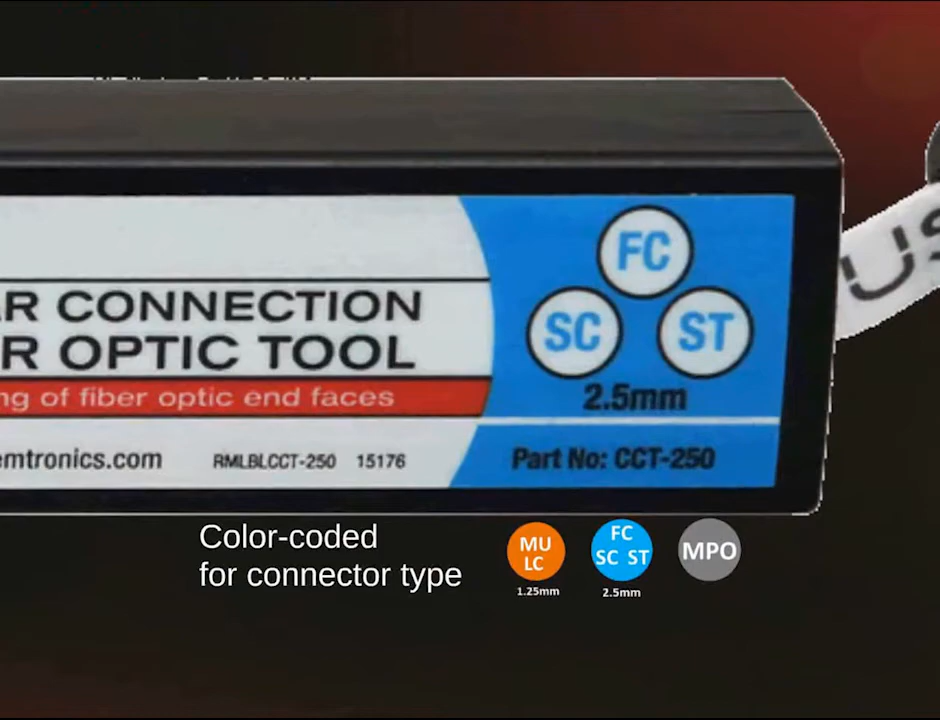 FC
SC ST
2.5mm
R CONNECTION
R OPTIC TOOL
of fiber optic end faces
emtronics.com RMLBLCCT-250 15176
Part No: CCT-250
US
Color-coded
for connector type
MU
LC
1.25mm
FC
SC ST
2.5mm
MPO